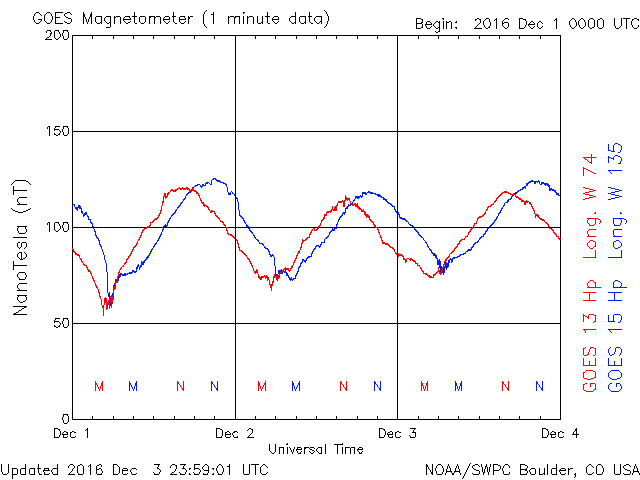 GOES Magnetometer (1 minute data)
Begin: 2016 Dec 1 0000 UTC
200
150
100
50
0
NanoTesla (nT)
GOES 13 Hp Long. W 74
GOES 15 Hp Long. W 135
M M N N M M N N M M N N
Dec 1 Dec 2 Dec 3 Dec 4
Universal Time
Updated 2016 Dec 3 23:59:01 UTC
NOAA/SWPC Boulder, CO USA